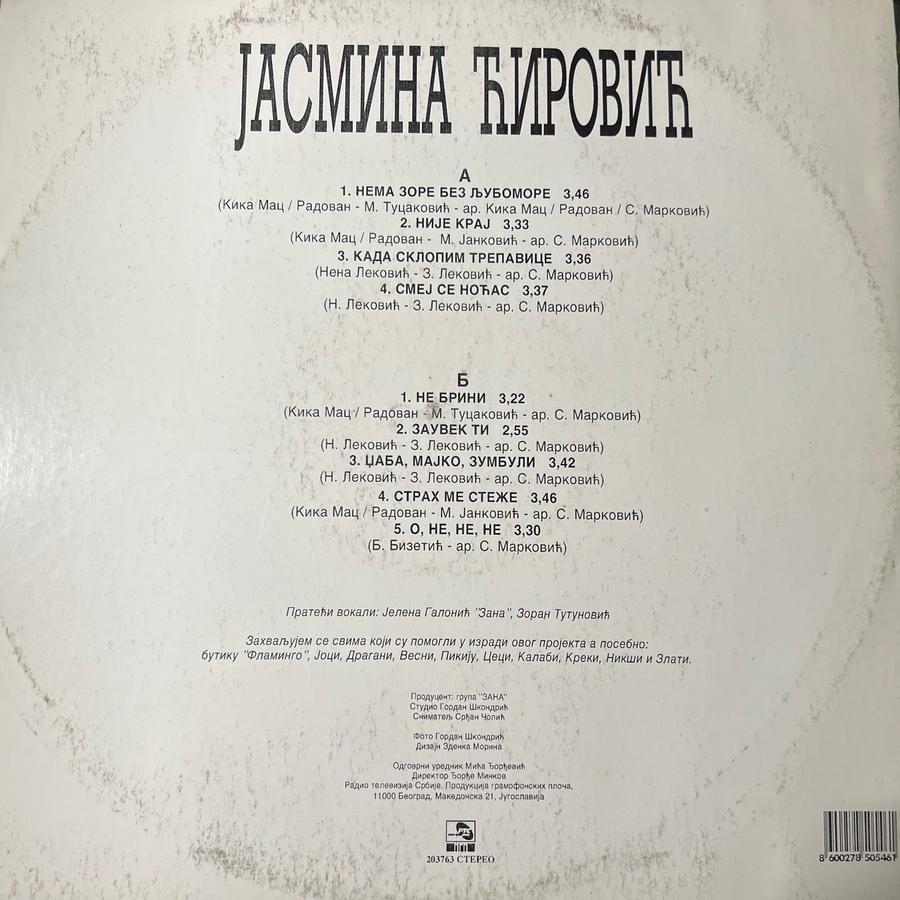 ЈАСМИНА ЋИРОВИЋ
А
1. НЕМА ЗОРЕ БЕЗ ЉУБОМОРЕ 3,46
(Кика Мац / Радован - М. Туцаковић - ар. Кика Мац / Радован / С. Марковић)
2. НИЈЕ КРАЈ 3,33
(Кика Мац / Радован - М. Јанковић - ар. С. Марковић)
3. КАДА СКЛОПИМ ТРЕПАВИЦЕ 3,36
(Нена Лековић - З. Лековић - ар. С. Марковић)
4. СМЕЈ СЕ НОЋАС 3,37
(Н. Лековић - З. Лековић - ар. С. Марковић)
Б
1. НЕ БРИНИ 3,22
(Кика Мац / Радован - М. Туцаковић - ар. С. Марковић)
2. ЗАУВЕК ТИ 2,55
(Н. Лековић - З. Лековић - ар. С. Марковић)
3. ЏАБА, МАЈКО, ЗУМБУЛИ 3,42
(Н. Лековић - З. Лековић - ар. С. Марковић)
4. СТРАХ МЕ СТЕЖЕ 3,46
(Кика Мац / Радован - М. Јанковић - ар. С. Марковић)
5. О, НЕ, НЕ, НЕ 3,30
(Б. Бизетић - ар. С. Марковић)
Пратећи вокали: Јелена Галонић "Зана", Зоран Тутуновић
Захваљујем се свима који су помогли у изради овог пројекта а посебно:
бутику "Фламинго", Јоци, Драгани, Весни, Пикију, Цеци, Калаби, Креки, Никши и Злати.
Продуцент: група "ЗАНА"
Студио Гордан Шкондрић
Сниматељ Срђан Чолић
Фото Гордан Шкондрић
Дизајн Зденка Морина
Одговрни уредник Мића Ђорђевић
Директор Ђорђе Минков
Радио телевизија Србије, Продукција грамофонских плоча,
11000 Београд, Македонска 21, Југославија
РТС
203763 СТЕРЕО
8 600278 505461